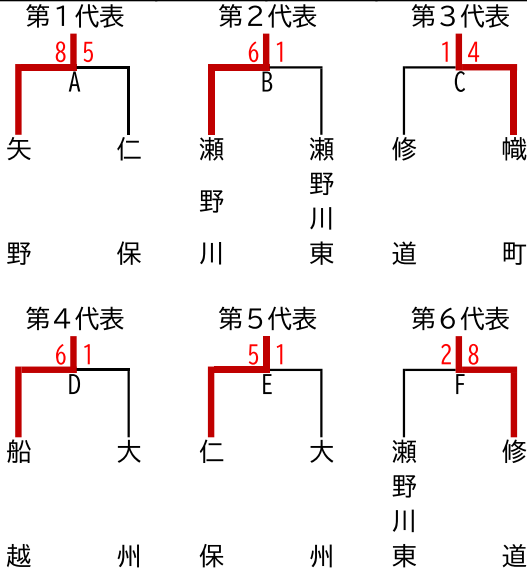 第1代表
8 5
A
矢野
仁保
第2代表
6 1
B
瀬野川
瀬野川東
第3代表
1 4
C
修道
幟町
第4代表
6 1
D
船越
大州
第5代表
5 1
E
仁保
大州
第6代表
2 8
F
瀬野川東
修道